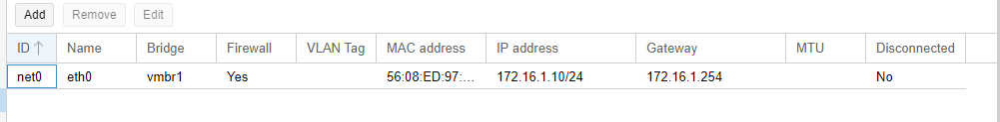 Add Remove Edit
ID Name Bridge Firewall VLAN Tag MAC address IP address Gateway MTU Disconnected
net0 eth0 vmbr1 Yes 56:08:ED:97:... 172.16.1.10/24 172.16.1.254 No